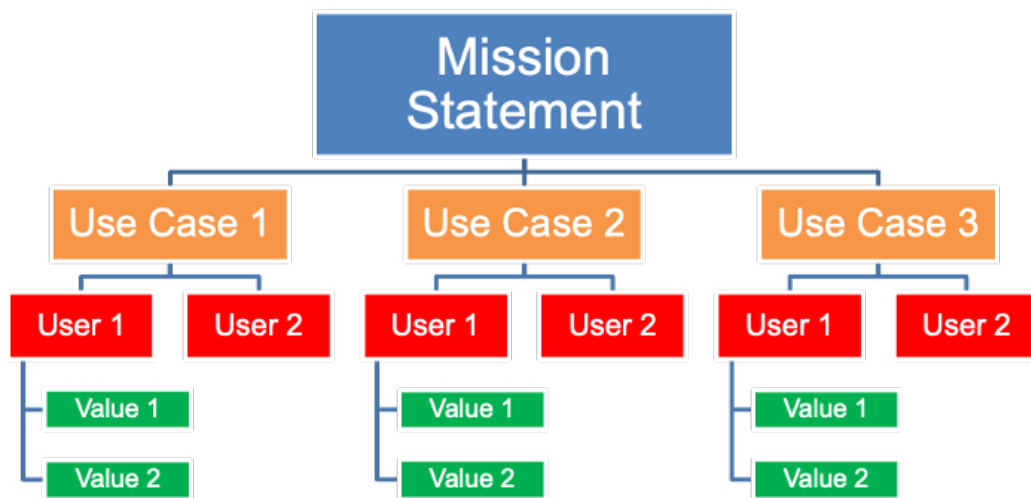 Mission
Statement
Use Case 1
Use Case 2
Use Case 3
User 1
User 2
User 1
User 2
User 1
User 2
Value 1
Value 1
Value 1
Value 2
Value 2
Value 2